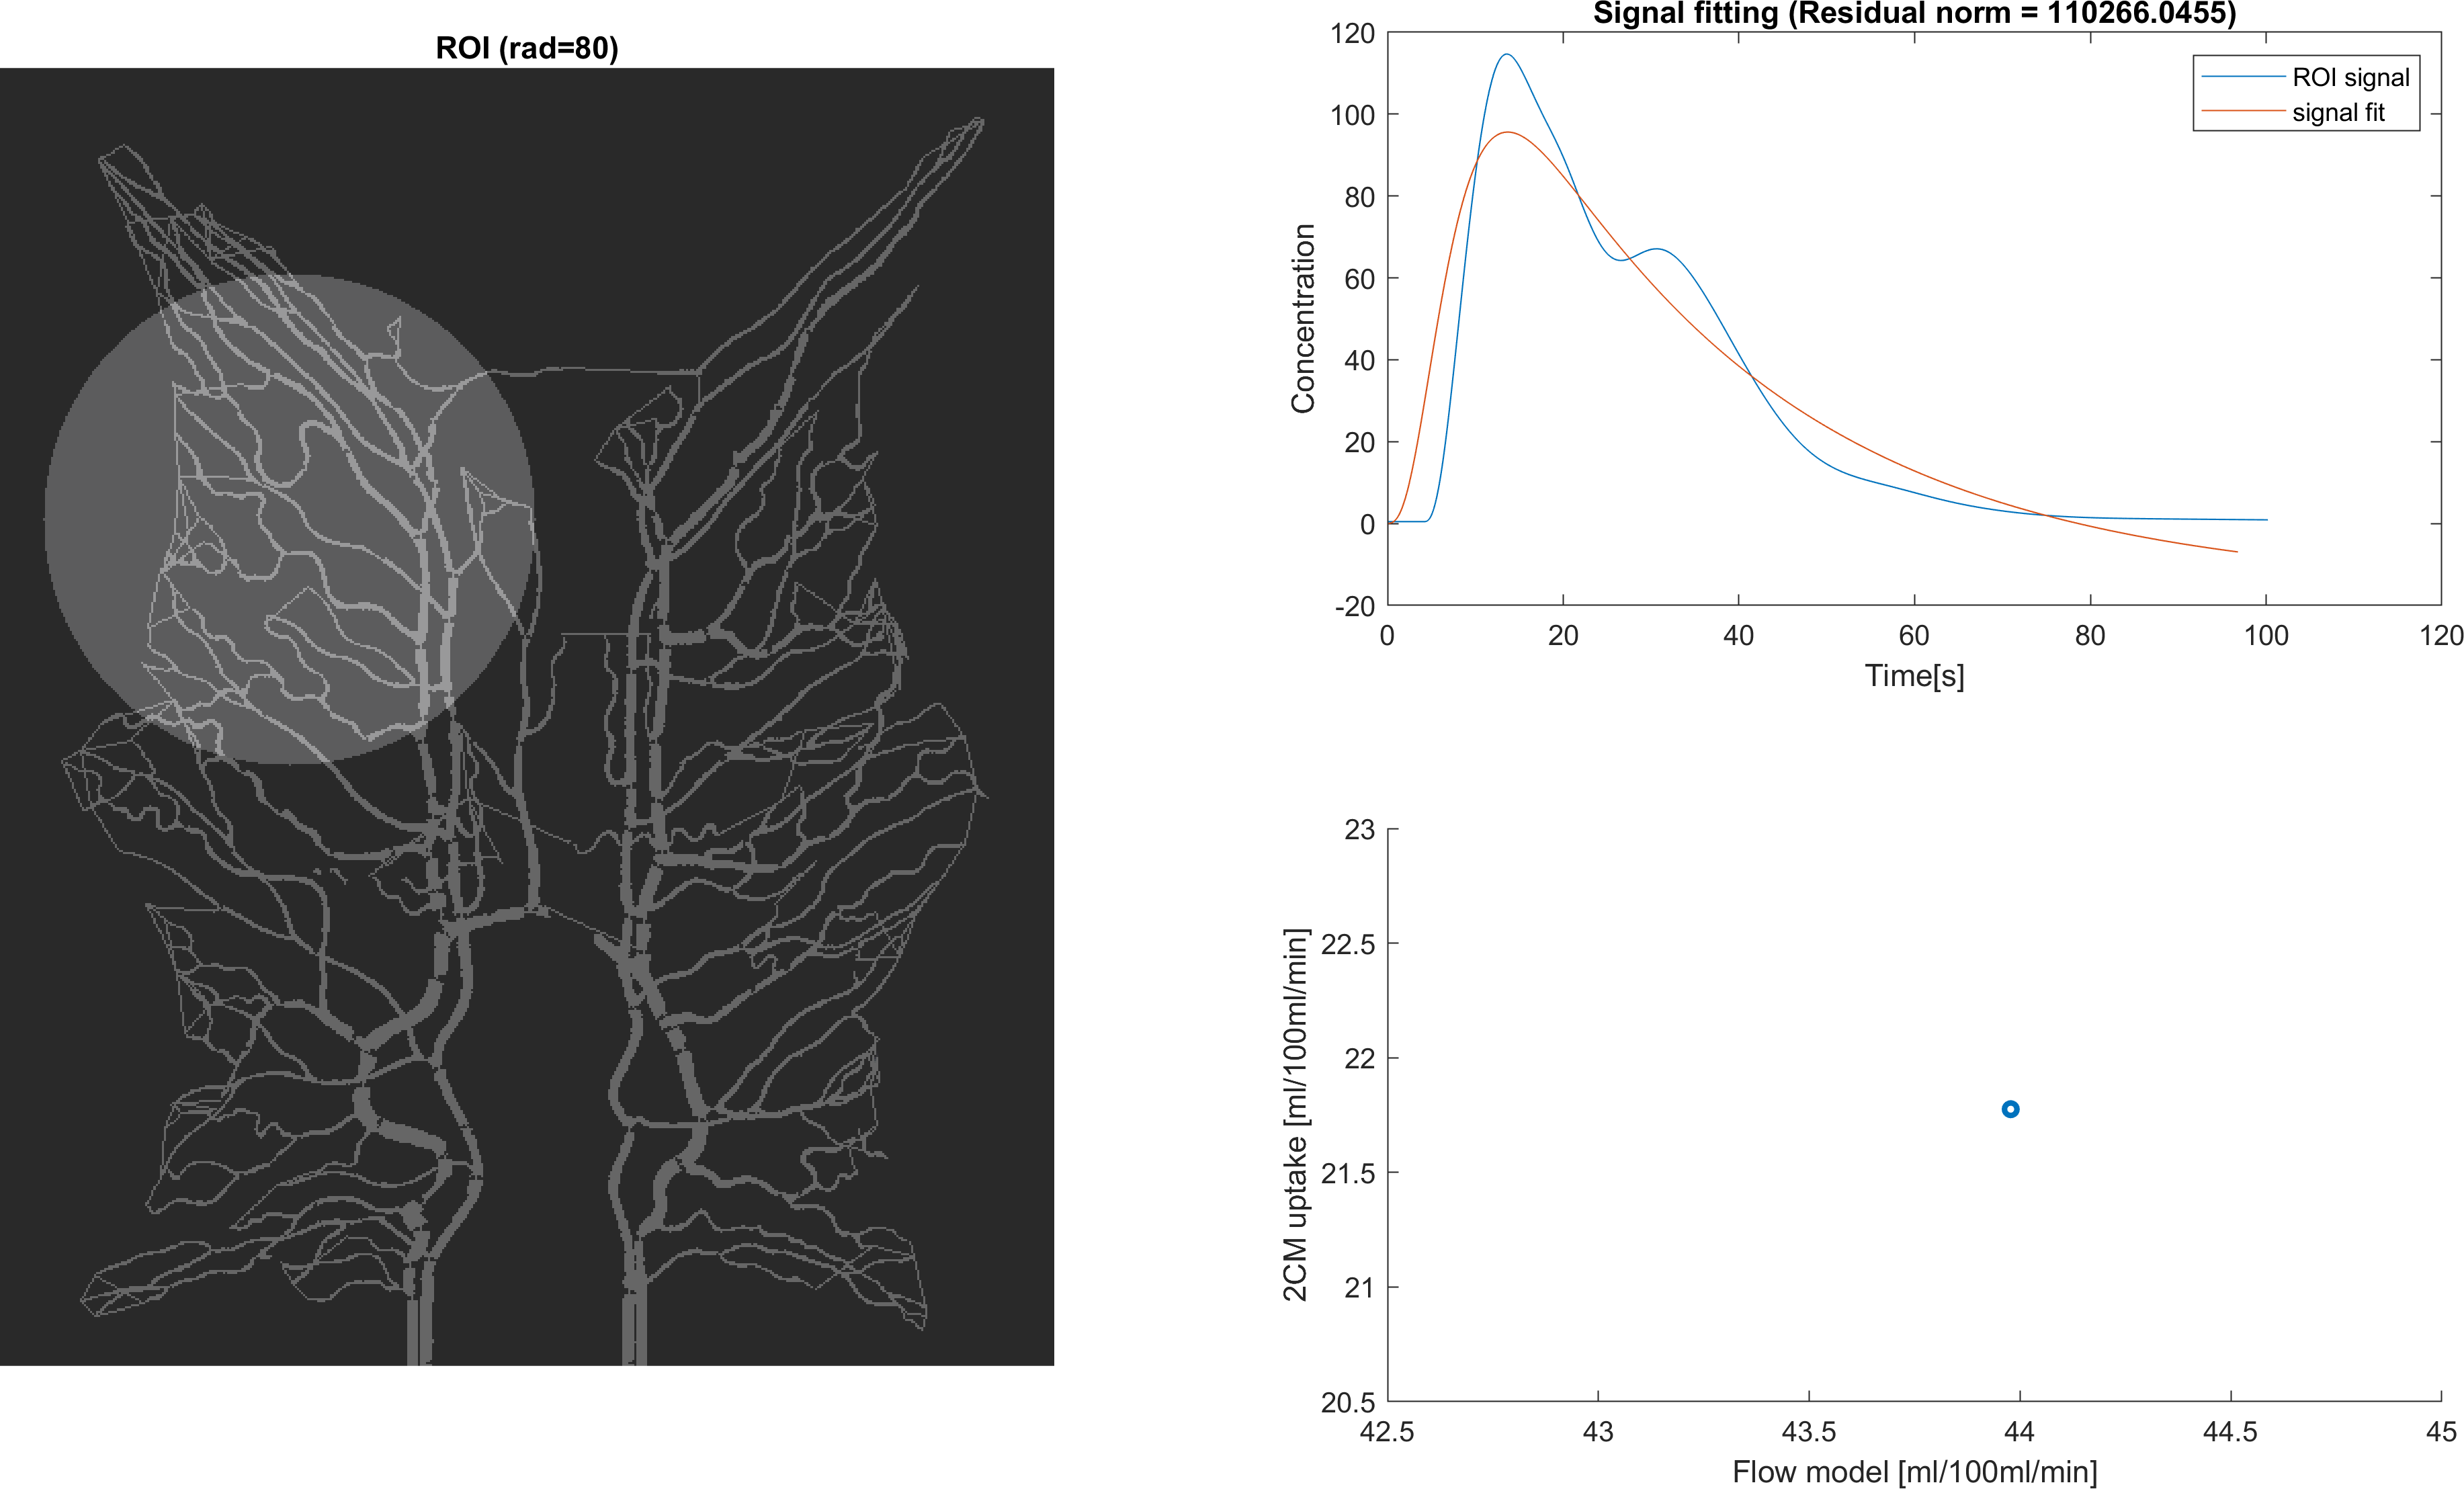 ROI (rad=80)
Signal fitting (Residual norm = 110266.0455)
120
100
80
60
40
20
0
-20
Concentration
ROI signal
signal fit
0 20 40 60 80 100 120
Time[s]
23
22.5
22
21.5
21
20.5
2CM uptake [ml/100ml/min]
42.5 43 43.5 44 44.5 45
Flow model [ml/100ml/min]